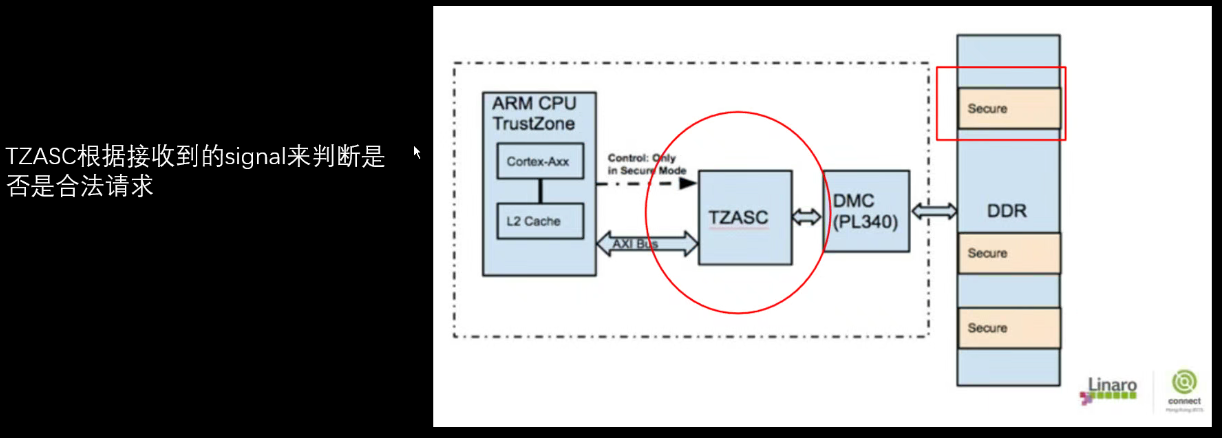 TZASC根据接收到的signal来判断是
否是合法请求
ARM CPU
TrustZone
Cortex-Axx
L2 Cache
Control: Only
in Secure Mode
AXI Bus
TZASC
DMC
(PL340)
DDR
Secure
Secure
Secure
Linaro
connect